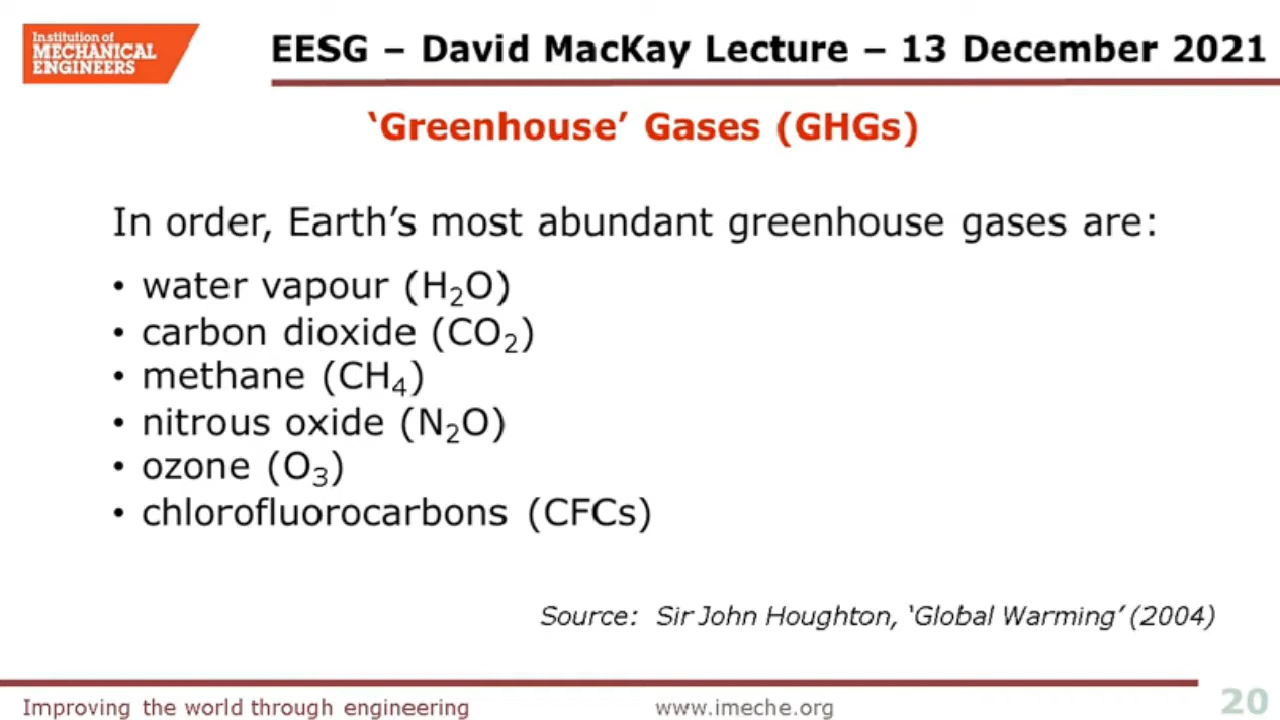 Institution of
MECHANICAL
ENGINEERS
EESG – David MacKay Lecture – 13 December 2021
‘Greenhouse’ Gases (GHGs)
In order, Earth’s most abundant greenhouse gases are:
• water vapour (H₂O)
• carbon dioxide (CO₂)
• methane (CH₄)
• nitrous oxide (N₂O)
• ozone (O₃)
• chlorofluorocarbons (CFCs)
Source: Sir John Houghton, ‘Global Warming’ (2004)
Improving the world through engineering
www.imeche.org
20